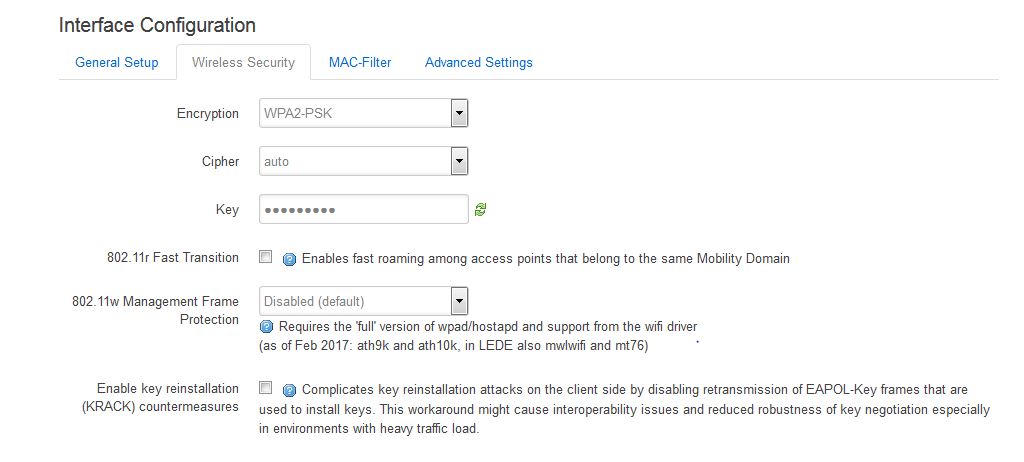 Interface Configuration
General Setup Wireless Security MAC-Filter Advanced Settings
Encryption WPA2-PSK
Cipher auto
Key ●●●●●●●●●
802.11r Fast Transition Enables fast roaming among access points that belong to the same Mobility Domain
802.11w Management Frame Disabled (default)
Protection
Requires the 'full' version of wpad/hostapd and support from the wifi driver
(as of Feb 2017: ath9k and ath10k, in LEDE also mwlwifi and mt76)
Enable key reinstallation Complicates key reinstallation attacks on the client side by disabling retransmission of EAPOL-Key frames that are
(KRACK) countermeasures used to install keys. This workaround might cause interoperability issues and reduced robustness of key negotiation especially
in environments with heavy traffic load.